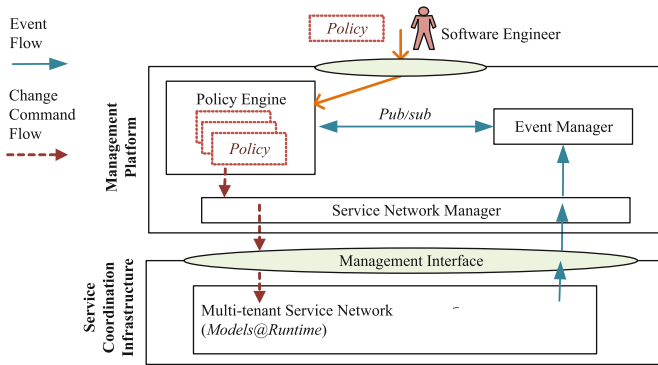 Event
Flow
Change
Command
Flow
Policy
Software Engineer
Management
Platform
Policy Engine
Policy
Pub/sub
Event Manager
Service Network Manager
Management Interface
Service
Coordination
Infrastructure
Multi-tenant Service Network
(Models@Runtime)